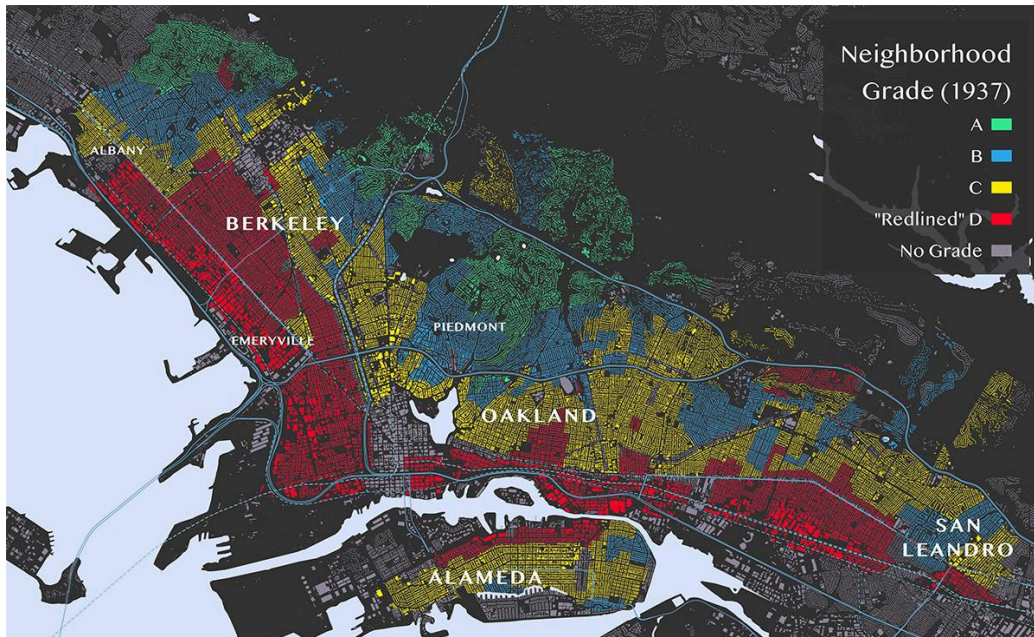 Neighborhood
Grade (1937)
A
B
C
"Redlined" D
No Grade
ALBANY
BERKELEY
EMERYVILLE
PIEDMONT
OAKLAND
SAN
LEANDRO
ALAMEDA